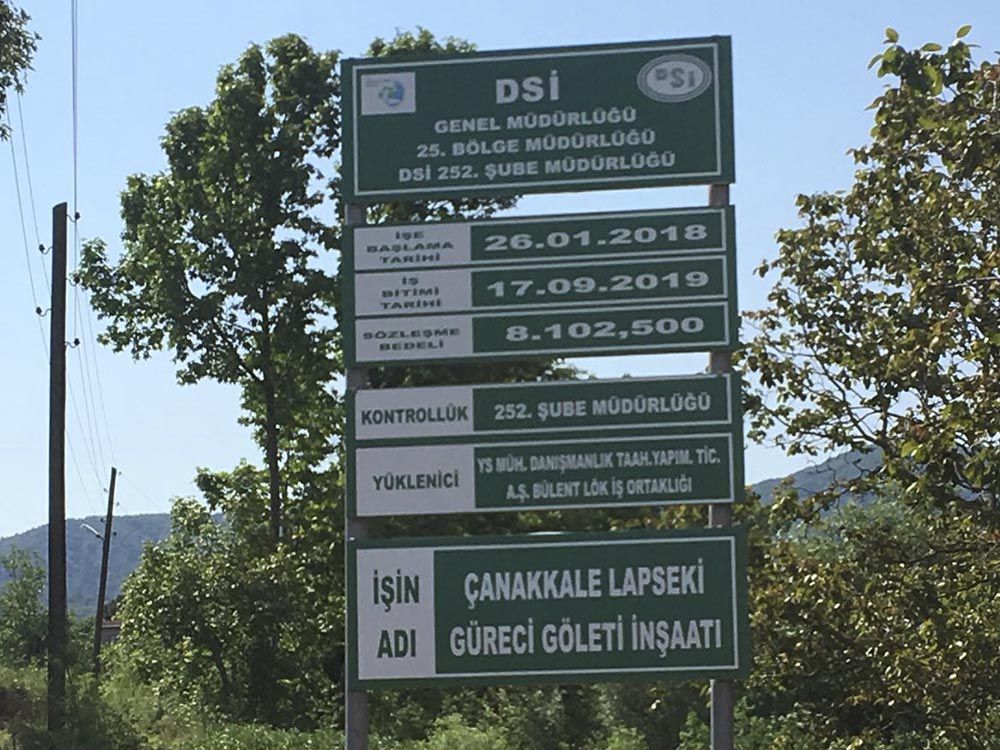 DSİ
DSİ
GENEL MÜDÜRLÜĞÜ
25. BÖLGE MÜDÜRLÜĞÜ
DSİ 252. ŞUBE MÜDÜRLÜĞÜ
İŞE
BAŞLAMA
TARİHİ
26.01.2018
İŞ
BİTİMİ
TARİHİ
17.09.2019
SÖZLEŞME
BEDELİ
8.102,500
KONTROLLÜK
252. ŞUBE MÜDÜRLÜĞÜ
YÜKLENİCİ
YS MÜH. DANIŞMANLIK TAAH.YAPIM. TİC.
A.Ş. BÜLENT LÖK İŞ ORTAKLIĞI
İŞİN
ADI
ÇANAKKALE LAPSEKİ
GÜRECİ GÖLETİ İNŞAATI